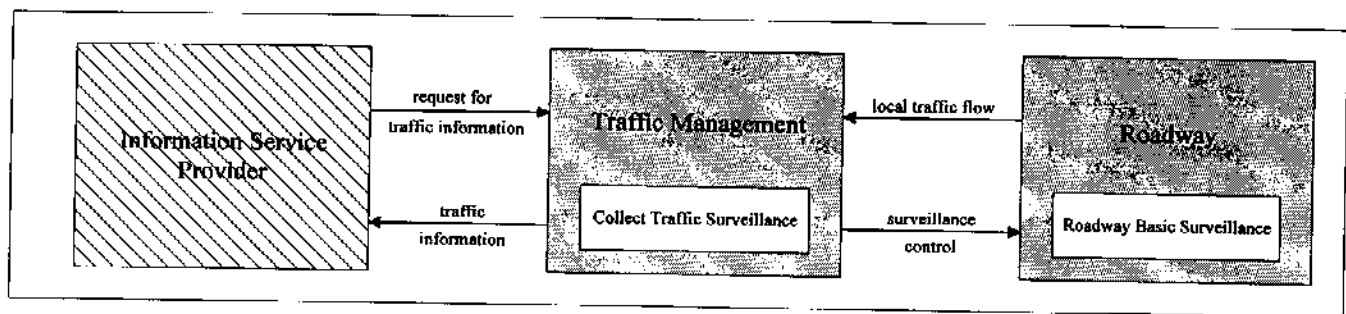 Information Service
Provider
request for
traffic information
traffic
information
Traffic Management
Collect Traffic Surveillance
local traffic flow
surveillance
control
Roadway
Roadway Basic Surveillance